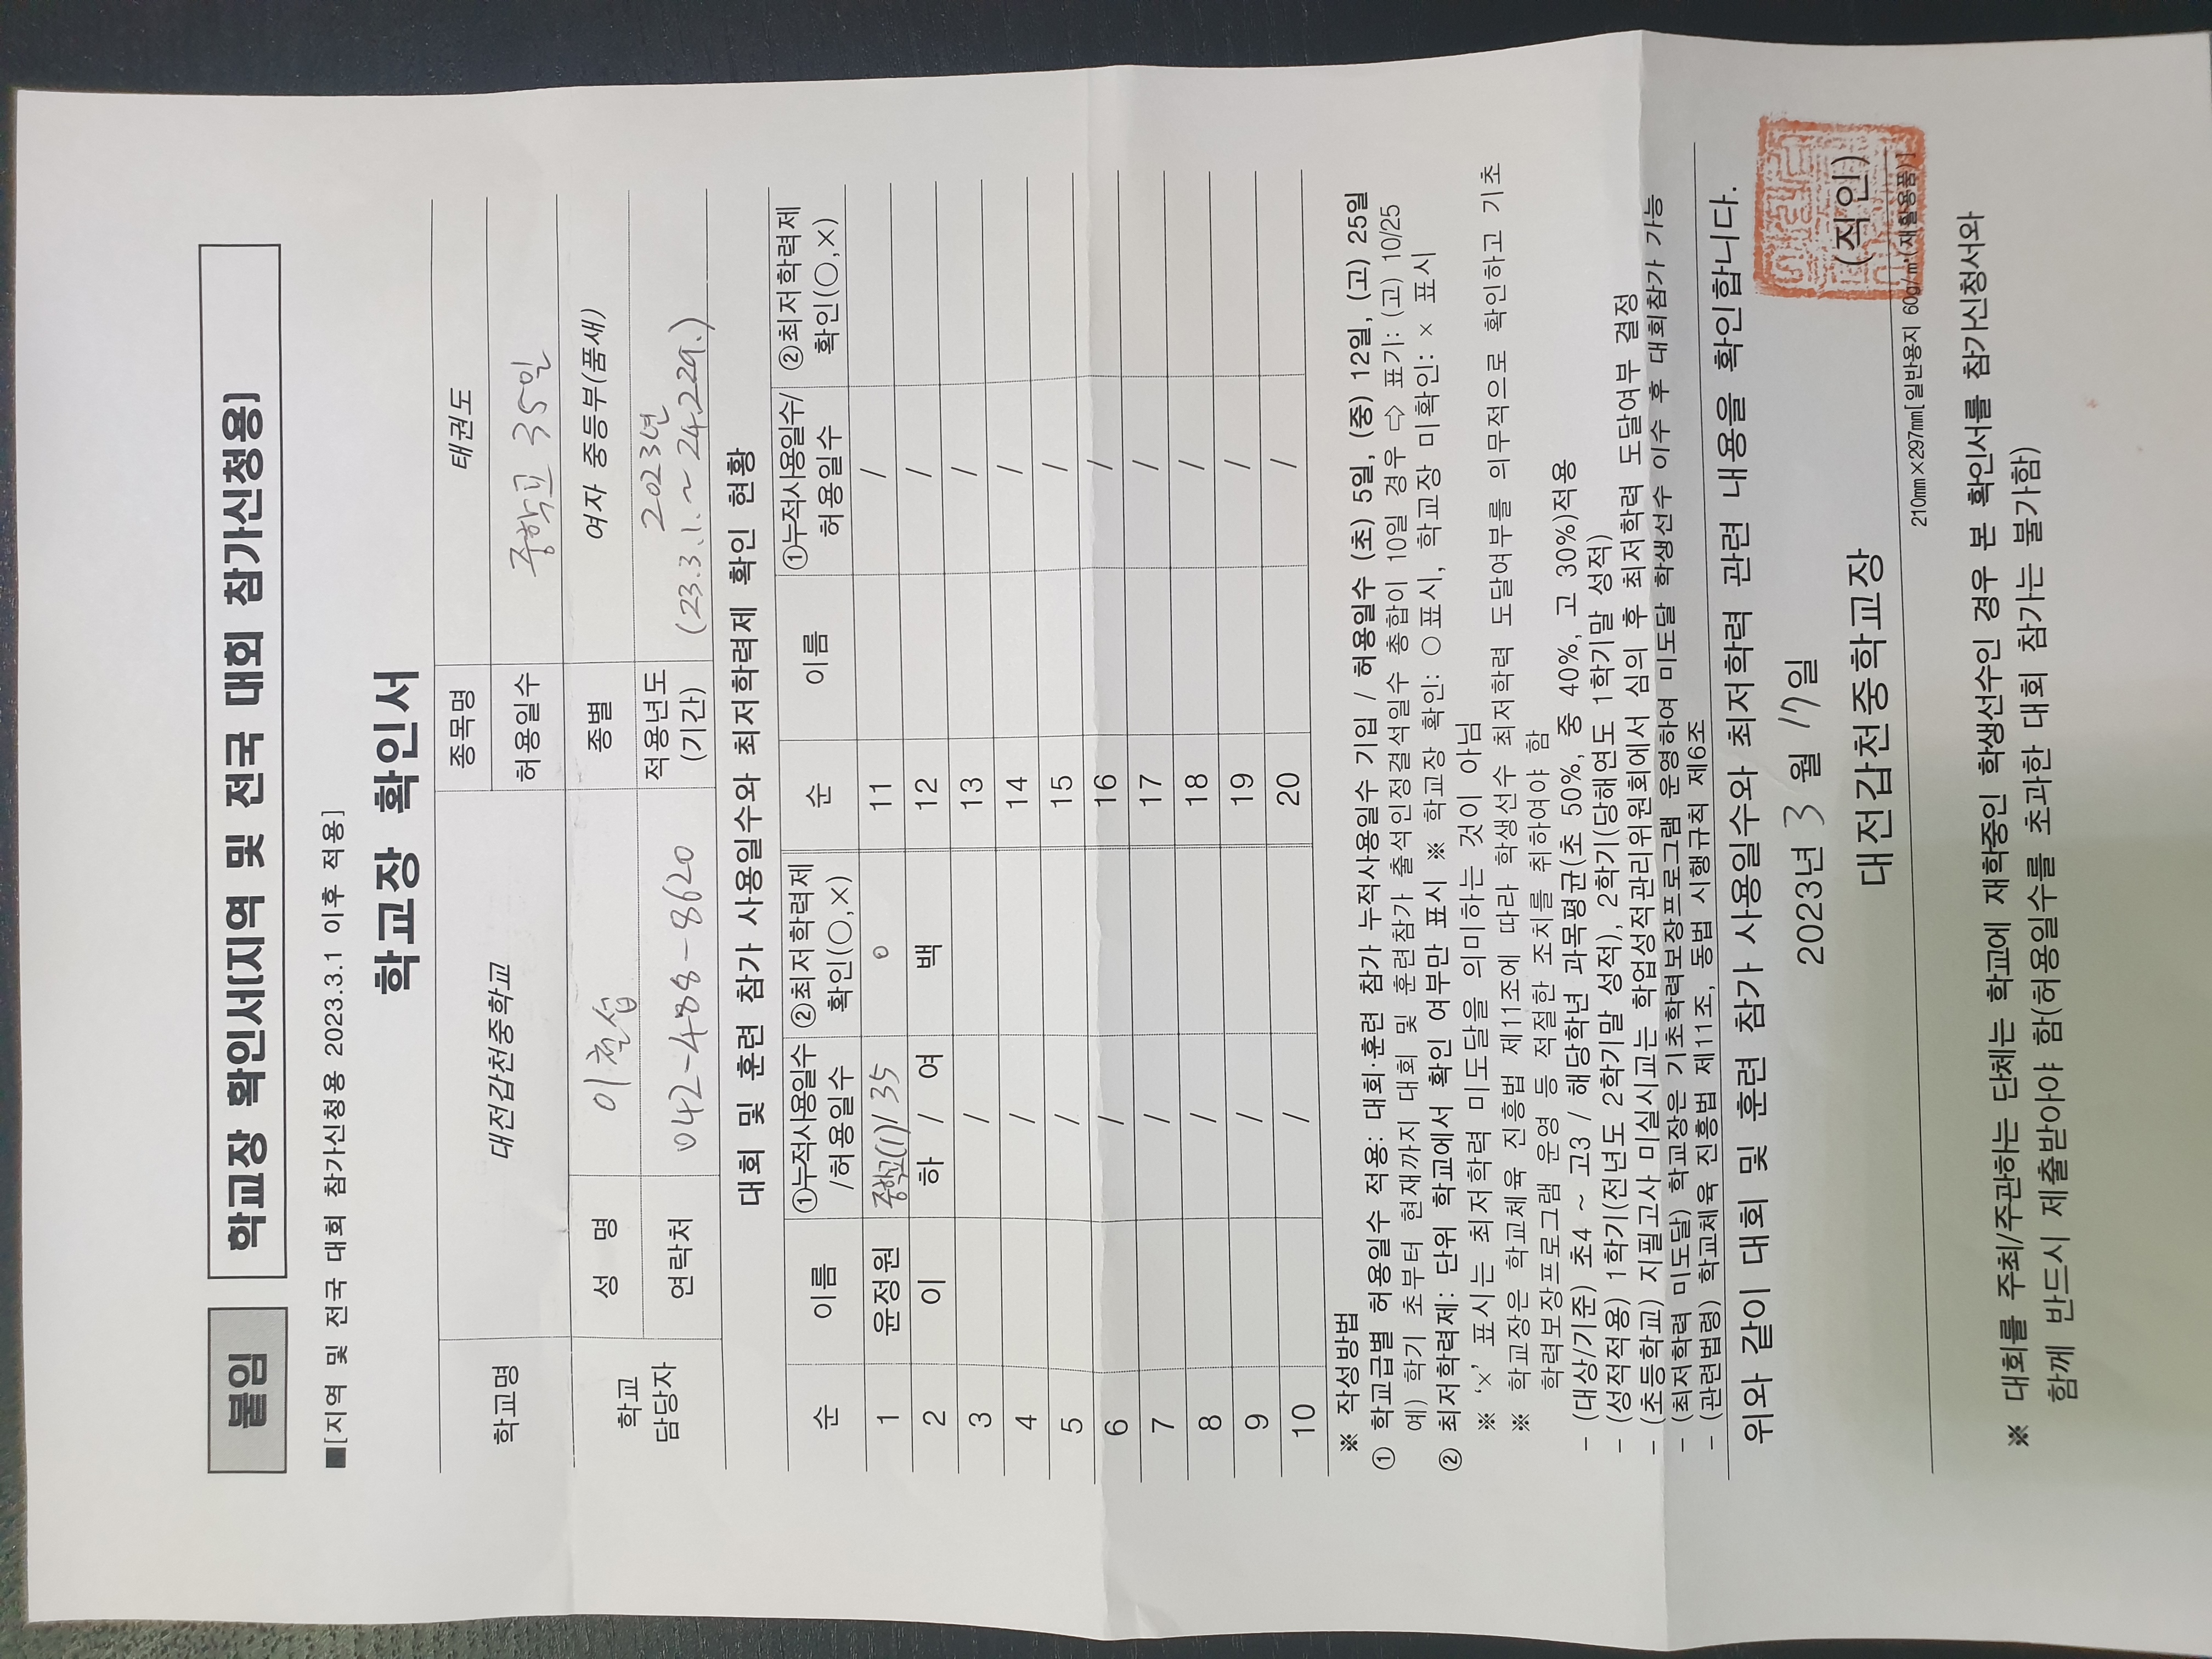 붙임 학교장 확인서(지역 및 전국 대회 참가신청용)
■[지역 및 전국 대회 참가신청용 2023.3.1 이후 적용]
학교장 확인서
학교명 대전갑천중학교 종목명 태권도
허용일수 중학교 35일
학교 담당자 성 명 이철섭 종별 여자 중등부(품새)
연락처 042-488-8620 적용년도 (기간) 2023년 (23.3.1.~24.2.29.)
대회 및 훈련 참가 사용일수와 최저학력제 확인 현황
순 이름 ①누적사용일수/허용일수 ②최저학력제 확인(○,×) 순 이름 ①누적사용일수/허용일수 ②최저학력제 확인(○,×)
1 윤정원 중학교(1)/35 ○ 11 /
2 이 하 / 여 백 12 /
3 / 13 /
4 / 14 /
5 / 15 /
6 / 16 /
7 / 17 /
8 / 18 /
9 / 19 /
10 / 20 /
※ 작성방법
① 학교급별 허용일수 적용: 대회·훈련 참가 누적사용일수 기입 / 허용일수 (초) 5일, (중) 12일, (고) 25일
예) 학기 초부터 현재까지 대회 및 훈련참가 출석인정결석일수 총합이 10일 경우 ⇨ 표기: (고) 10/25
② 최저학력제: 단위 학교에서 확인 여부만 표시 ※ 학교장 확인: ○표시, 학교장 미확인: × 표시
※ '×' 표시는 최저학력 미도달을 의미하는 것이 아님
※ 학교장은 학교체육 진흥법 제11조에 따라 학생선수 최저학력 도달여부를 의무적으로 확인하고 기초
학력보장프로그램 운영 등 적절한 조치를 취하여야 함
- (대상/기준) 초4 ~ 고3 / 해당학년 과목평균(초 50%, 중 40%, 고 30%)적용
- (성적적용) 1학기(전년도 2학기말 성적), 2학기(당해연도 1학기말 성적)
- (초등학교) 지필고사 미실시교는 학업성적관리위원회에서 심의 후 최저학력 도달여부 결정
- (최저학력 미도달) 학교장은 기초학력보장프로그램 운영하여 미도달 학생선수 이수 후 대회참가 가능
- (관련법령) 학교체육 진흥법 제11조, 동법 시행규칙 제6조
위와 같이 대회 및 훈련 참가 사용일수와 최저학력 관련 내용을 확인합니다.
2023년 3 월 17일
대전갑천중학교장 (직인)
210mm×297mm[일반용지 60g/㎡(재활용품)]
※ 대회를 주최/주관하는 단체는 학교에 재학중인 학생선수인 경우 본 확인서를 참가신청서와
함께 반드시 제출받아야 함(허용일수를 초과한 대회 참가는 불가함)